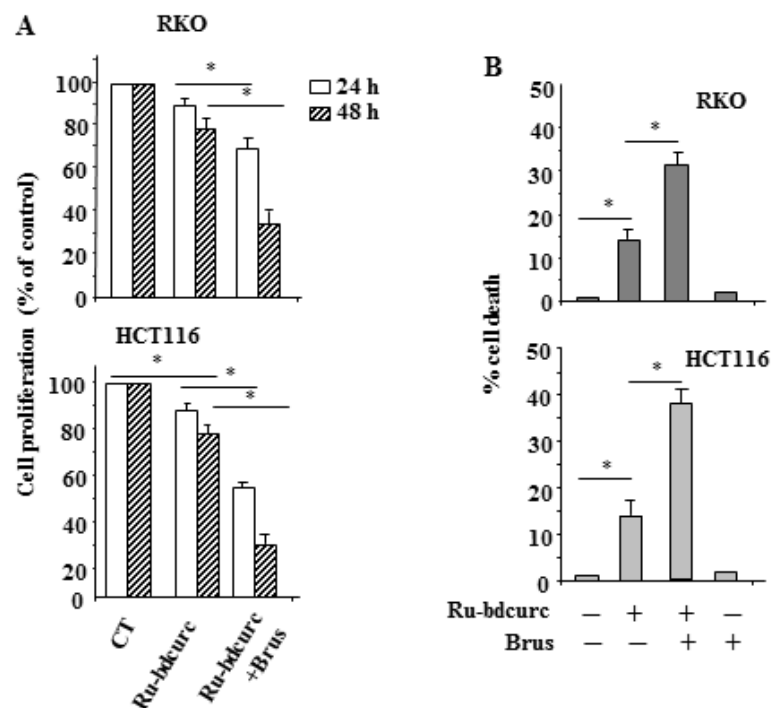 A
RKO
Cell proliferation (% of control)
100
80
60
40
20
0
*
*
24 h
48 h
HCT116
100
80
60
40
20
0
*
*
*
CT
Ru-bdcurc
Ru-bdcurc
+Brus
B
% cell death
RKO
50
40
30
20
10
0
*
*
HCT116
50
40
30
20
10
0
*
*
Ru-bdcurc – + + –
Brus – – + +